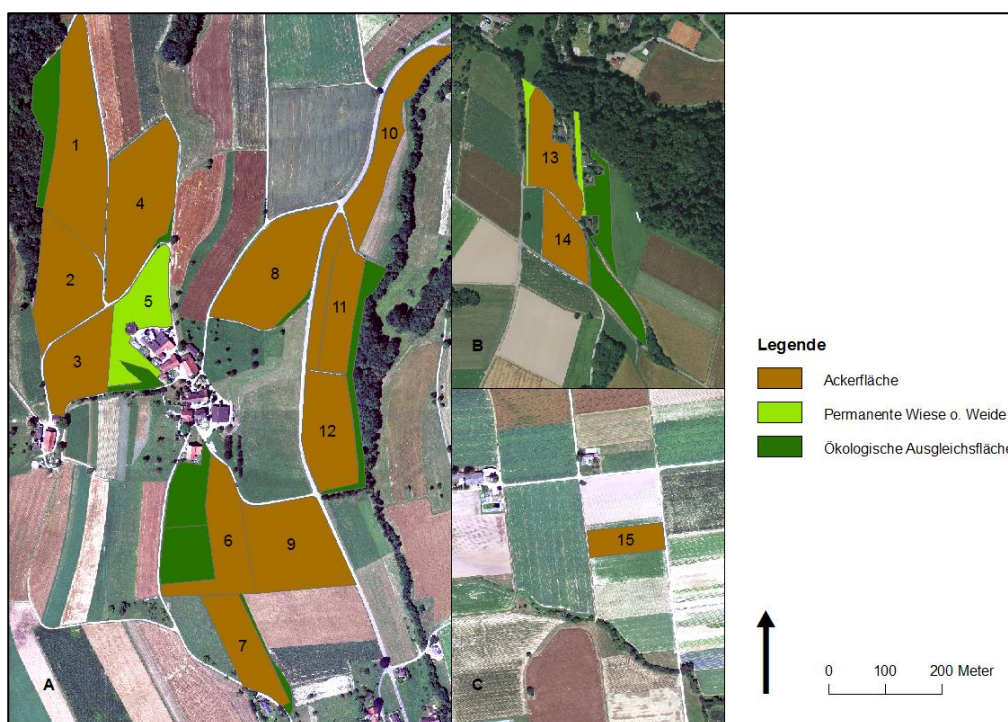 1
2
3
4
5
6
7
8
9
10
11
12
A
13
14
B
15
C
Legende
Ackerfläche
Permanente Wiese o. Weide
Ökologische Ausgleichsfläche
0 100 200 Meter